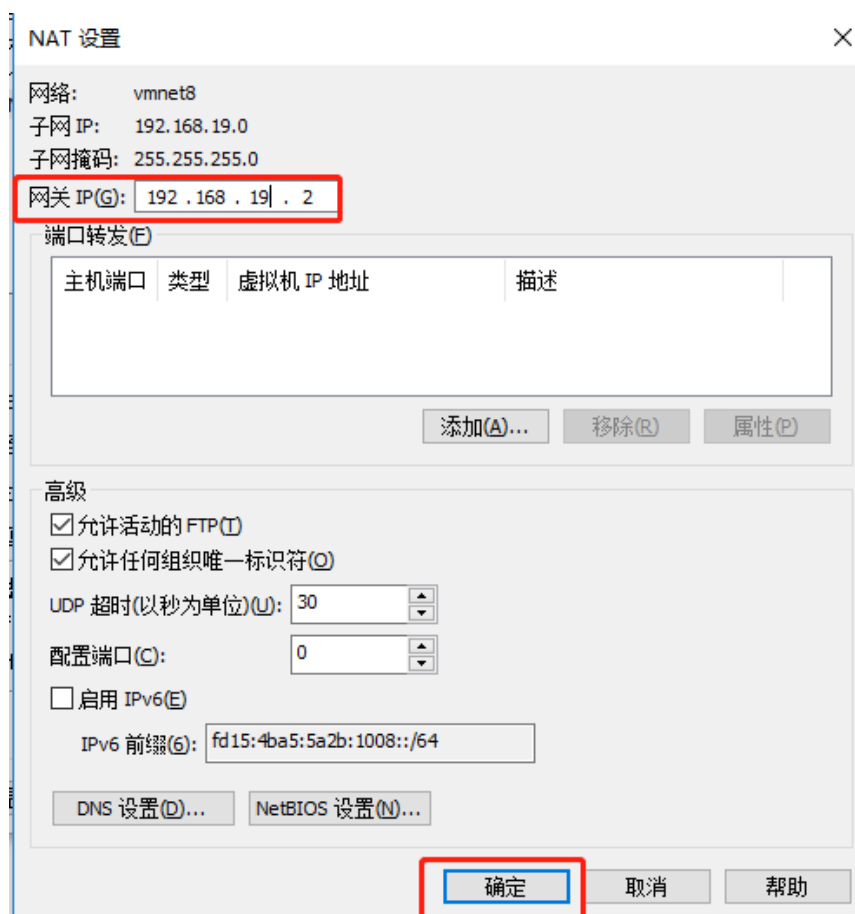 NAT 设置
网络: vmnet8
子网 IP: 192.168.19.0
子网掩码: 255.255.255.0
网关 IP(G): 192 . 168 . 19 . 2
端口转发(F)
主机端口 类型 虚拟机 IP 地址 描述
添加(A)... 移除(R) 属性(P)
高级
允许活动的 FTP(T)
允许任何组织唯一标识符(O)
UDP 超时(以秒为单位)(U): 30
配置端口(C): 0
启用 IPv6(E)
IPv6 前缀(6): fd15:4ba5:5a2b:1008::/64
DNS 设置(D)... NetBIOS 设置(N)...
确定 取消 帮助